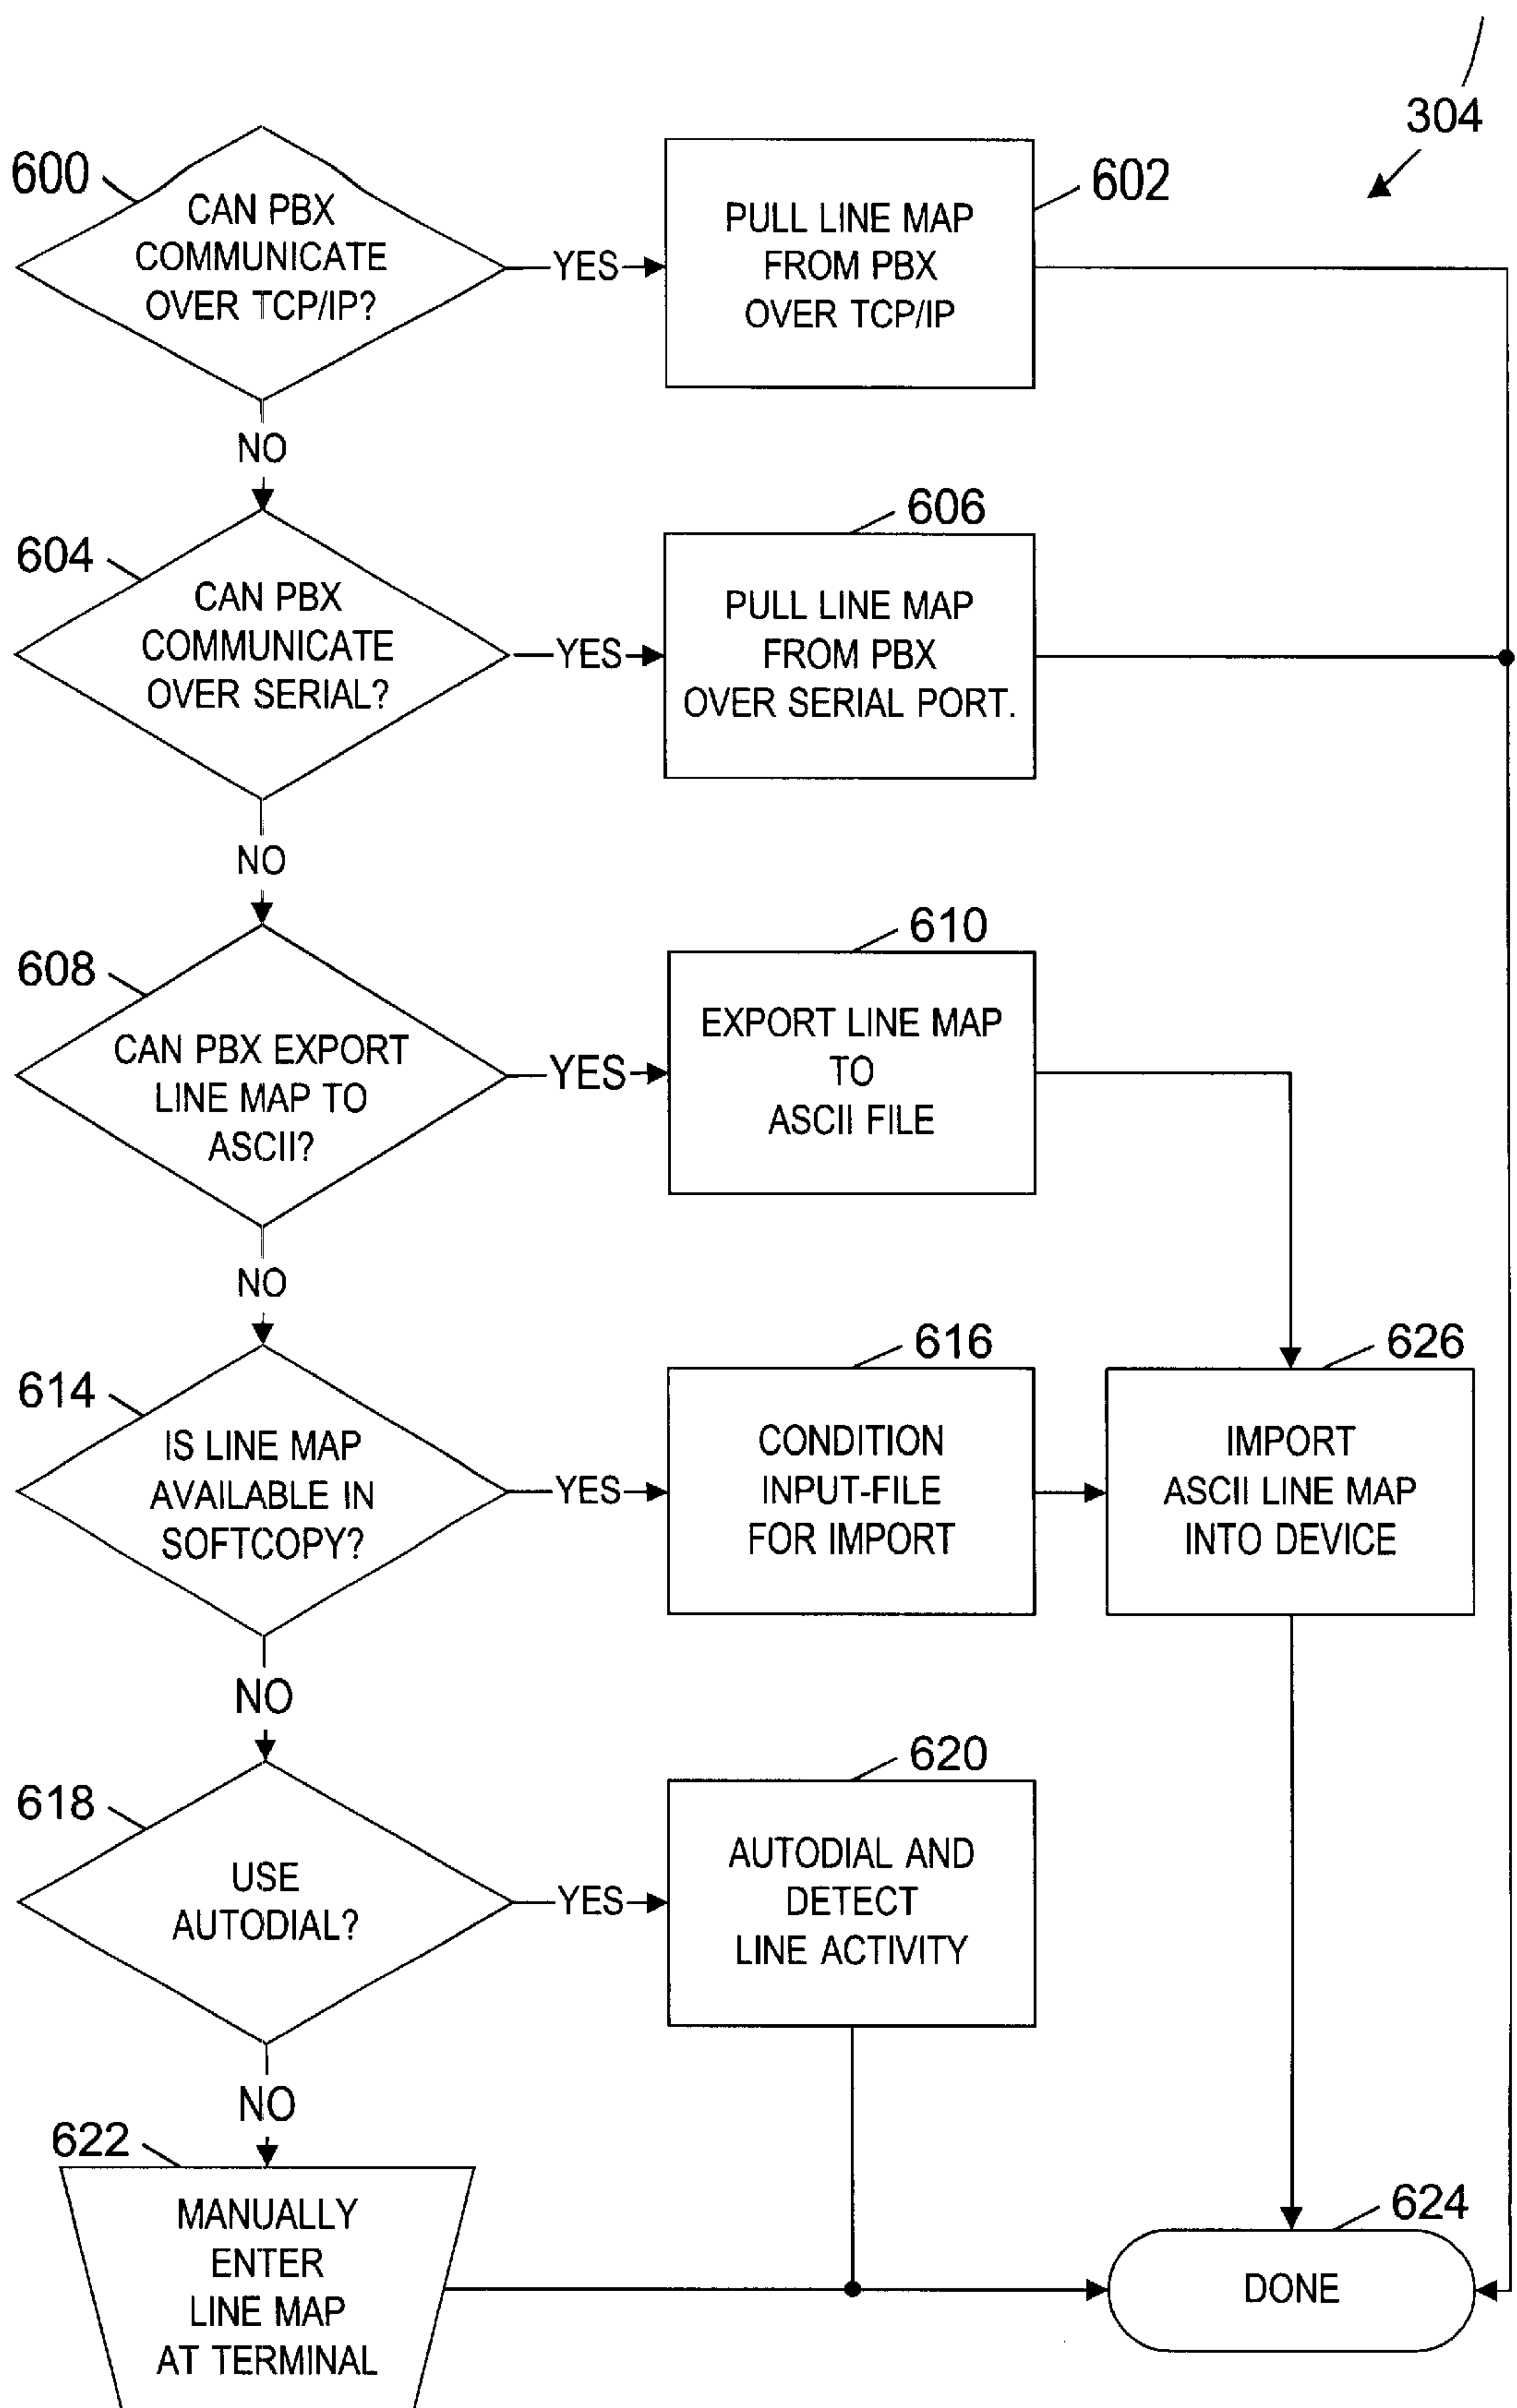 304
600
CAN PBX
COMMUNICATE
OVER TCP/IP?
YES
602
PULL LINE MAP
FROM PBX
OVER TCP/IP
NO
604
CAN PBX
COMMUNICATE
OVER SERIAL?
YES
606
PULL LINE MAP
FROM PBX
OVER SERIAL PORT.
NO
608
CAN PBX EXPORT
LINE MAP TO
ASCII?
YES
610
EXPORT LINE MAP
TO
ASCII FILE
NO
614
IS LINE MAP
AVAILABLE IN
SOFTCOPY?
YES
616
CONDITION
INPUT-FILE
FOR IMPORT
626
IMPORT
ASCII LINE MAP
INTO DEVICE
NO
618
USE
AUTODIAL?
YES
620
AUTODIAL AND
DETECT
LINE ACTIVITY
NO
622
MANUALLY
ENTER
LINE MAP
AT TERMINAL
624
DONE